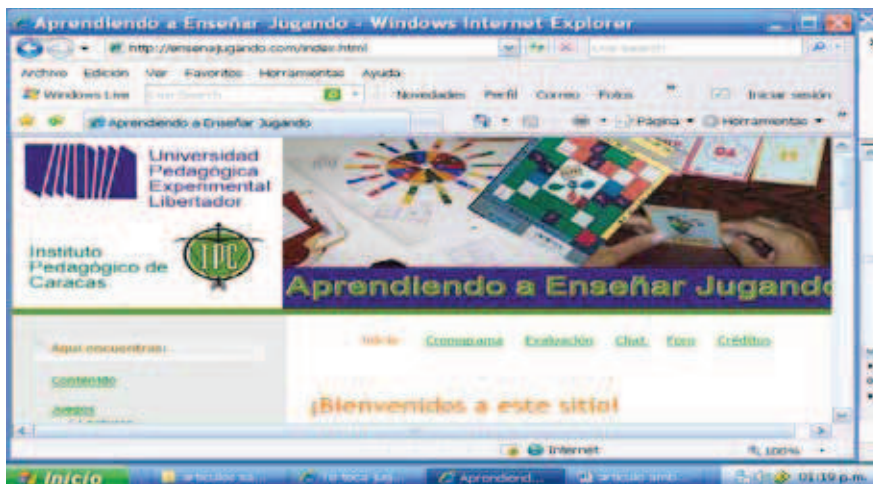 Aprendiendo a Enseñar Jugando - Windows Internet Explorer
http://ensenajugando.com/index.html
Live Search
Archivo Edición Ver Favoritos Herramientas Ayuda
Windows Live Novedades Perfil Correo Fotos Iniciar sesión
Aprendiendo a Enseñar Jugando Página Herramientas
Universidad
Pedagógica
Experimental
Libertador
Instituto
Pedagógico de
Caracas
IPC
Aprendiendo a Enseñar Jugando
Aquí encuentras:
Inicio Cronograma Evaluación Chat. Foro Créditos
Contenido
Juegos
¡Bienvenidos a este sitio!
Internet 100%
Inicio Aprendiend... 01:19 p.m.